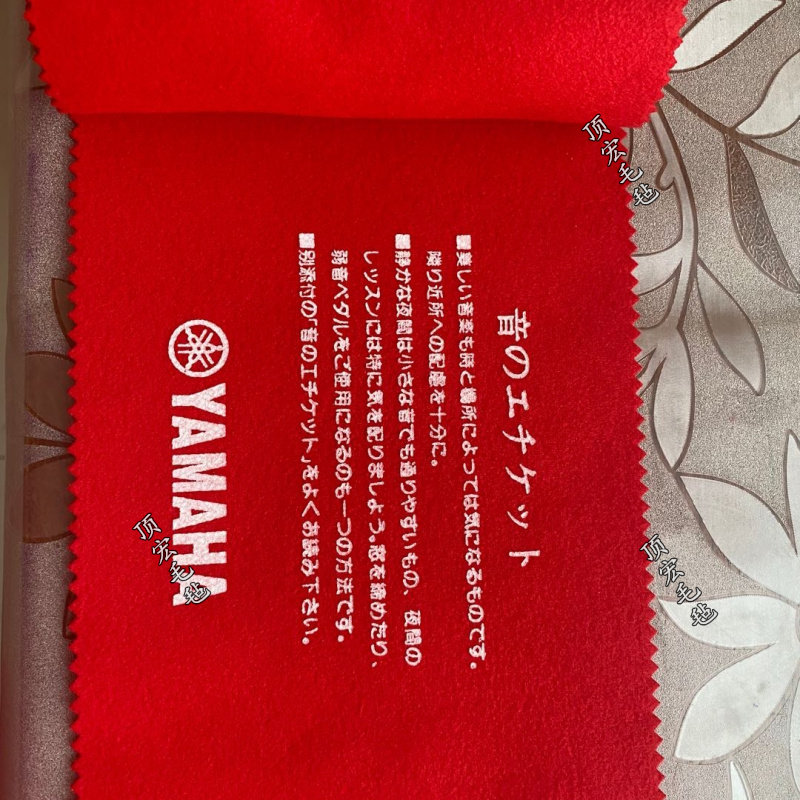 音のエチケット
■美しい音楽も時と場所によっては気になるものです。
隣り近所への配慮を十分に。
■静かな夜間は小さな音でも通りやすいもの、夜間の
レッスンには特に気を配りましょう。窓を締めたり、
弱音ペダルをご使用になるのも一つの方法です。
■別添付の「音のエチケット」をよくお読み下さい。
YAMAHA
顶宏毛毡
顶宏毛毡
顶宏毛毡